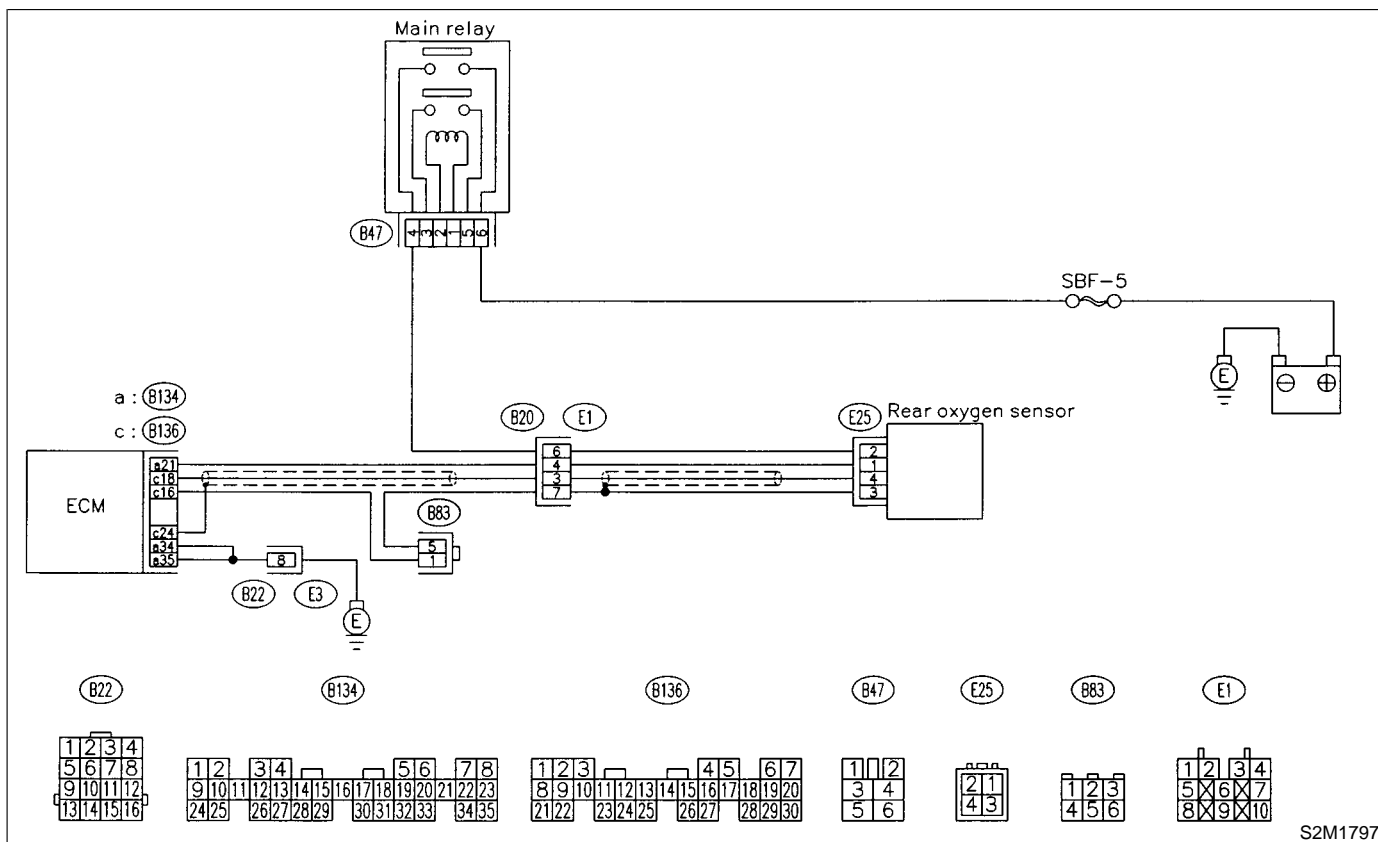 Main relay
B47
4 3 2 1 5 6
SBF-5
E
⊖ ⊕
a : B134
c : B136
B20 E1 E25 Rear oxygen sensor
ECM
a21
c18
c16
c24
a34
a35
6
4
3
7
2
1
4
3
B83
5
1
8
B22 E3
E
B22 B134 B136 B47 E25 B83 E1
1 2 3 4
5 6 7 8
9 10 11 12
13 14 15 16
1 2 3 4 5 6 7 8
9 10 11 12 13 14 15 16 17 18 19 20 21 22 23
24 25 26 27 28 29 30 31 32 33 34 35
1 2 3 4 5 6 7
8 9 10 11 12 13 14 15 16 17 18 19 20
21 22 23 24 25 26 27 28 29 30
1 2
3 4
5 6
2 1
4 3
1 2 3
4 5 6
1 2 3 4
5 6 7
8 9 10
S2M1797